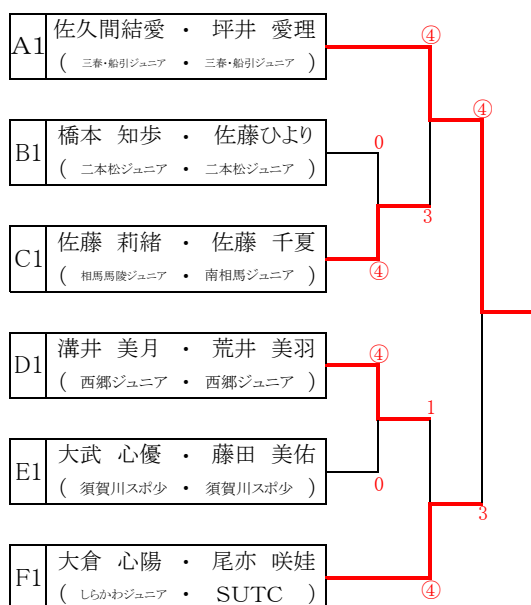 A1 佐久間結愛 ・ 坪井 愛理
( 三春・船引ジュニア ・ 三春・船引ジュニア )
④
④
B1 橋本 知歩 ・ 佐藤ひより
( 二本松ジュニア ・ 二本松ジュニア )
0
3
C1 佐藤 莉緒 ・ 佐藤 千夏
( 相馬馬陵ジュニア ・ 南相馬ジュニア )
④
D1 溝井 美月 ・ 荒井 美羽
( 西郷ジュニア ・ 西郷ジュニア )
④
1
E1 大武 心優 ・ 藤田 美佑
( 須賀川スポ少 ・ 須賀川スポ少 )
0
3
F1 大倉 心陽 ・ 尾亦 咲娃
( しらかわジュニア ・ SUTC )
④